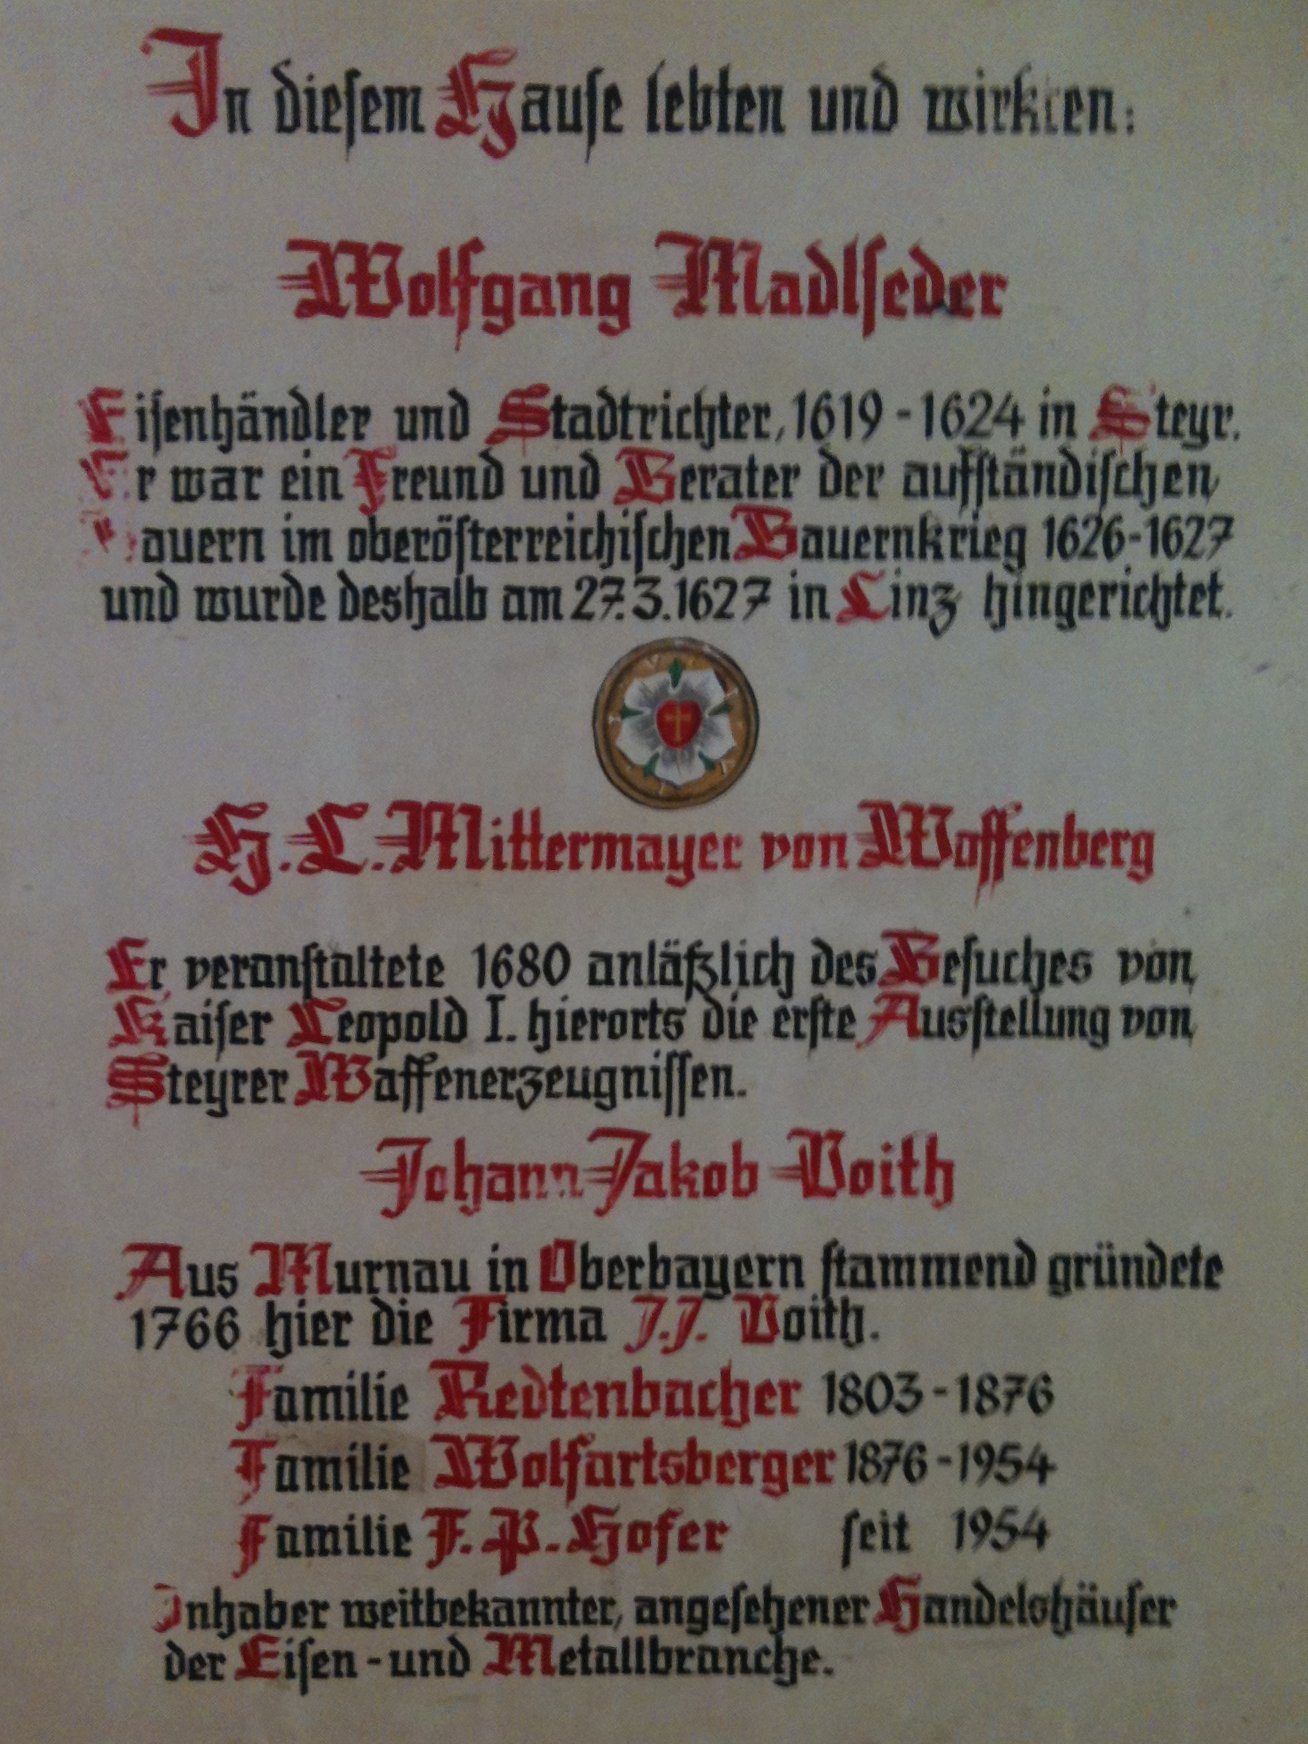 In diesem Hause lebten und wirkten:
Wolfgang Madlseder
Eisenhändler und Stadtrichter, 1619 - 1624 in Steyr.
Er war ein Freund und Berater der aufständischen
Bauern im oberösterreichischen Bauernkrieg 1626-1627
und wurde deshalb am 27.3.1627 in Linz hingerichtet.
H. L. Mittermayer von Waffenberg
Er veranstaltete 1680 anläßlich des Besuches von
Kaiser Leopold I. hierorts die erste Ausstellung von
Steyrer Waffenerzeugnissen.
Johann Jakob Voith
Aus Murnau in Oberbayern stammend gründete
1766 hier die Firma J.J. Voith.
Familie Redtenbacher 1803 - 1876
Familie Wolfartsberger 1876 - 1954
Familie F. P. Hofer seit 1954
Inhaber weitbekannter, angesehener Handelshäuser
der Eisen - und Metallbranche.